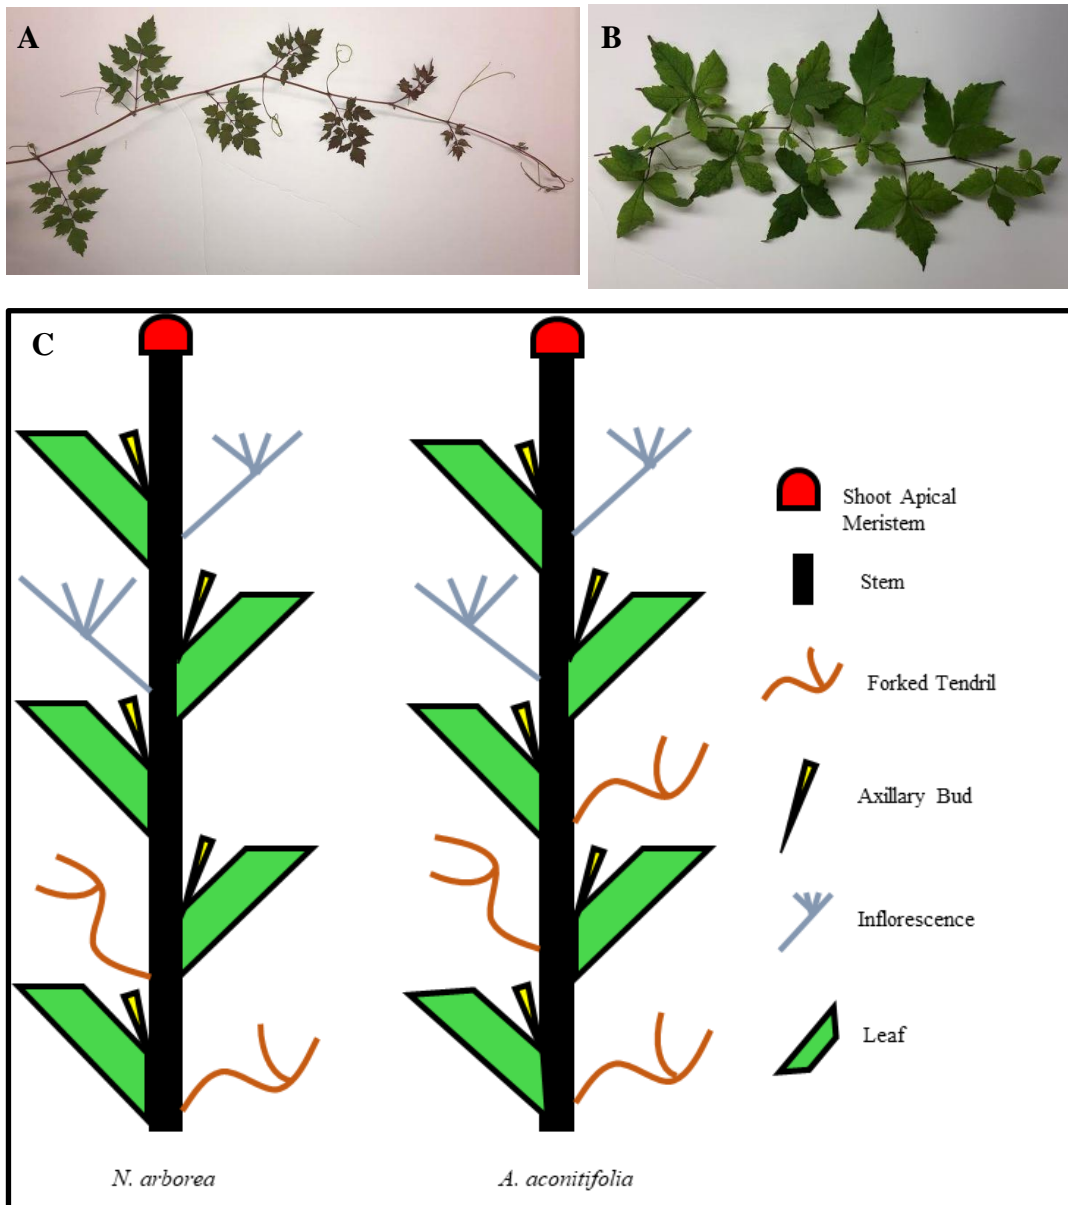 A
B
C
Shoot Apical
Meristem
Stem
Forked Tendril
Axillary Bud
Inflorescence
Leaf
N. arborea
A. aconitifolia